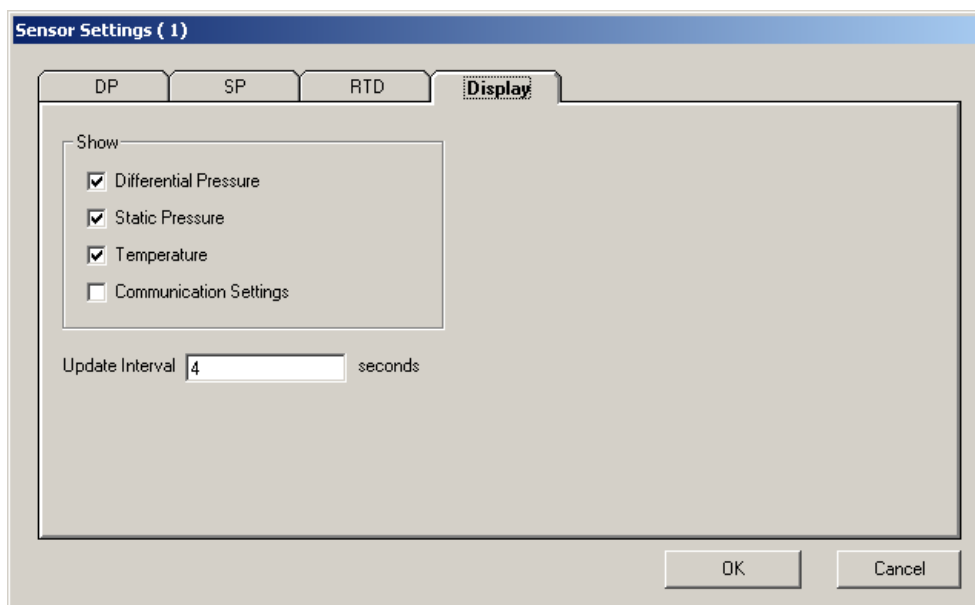 Sensor Settings ( 1)
DP SP RTD Display
Show
Differential Pressure
Static Pressure
Temperature
Communication Settings
Update Interval 4 seconds
OK Cancel